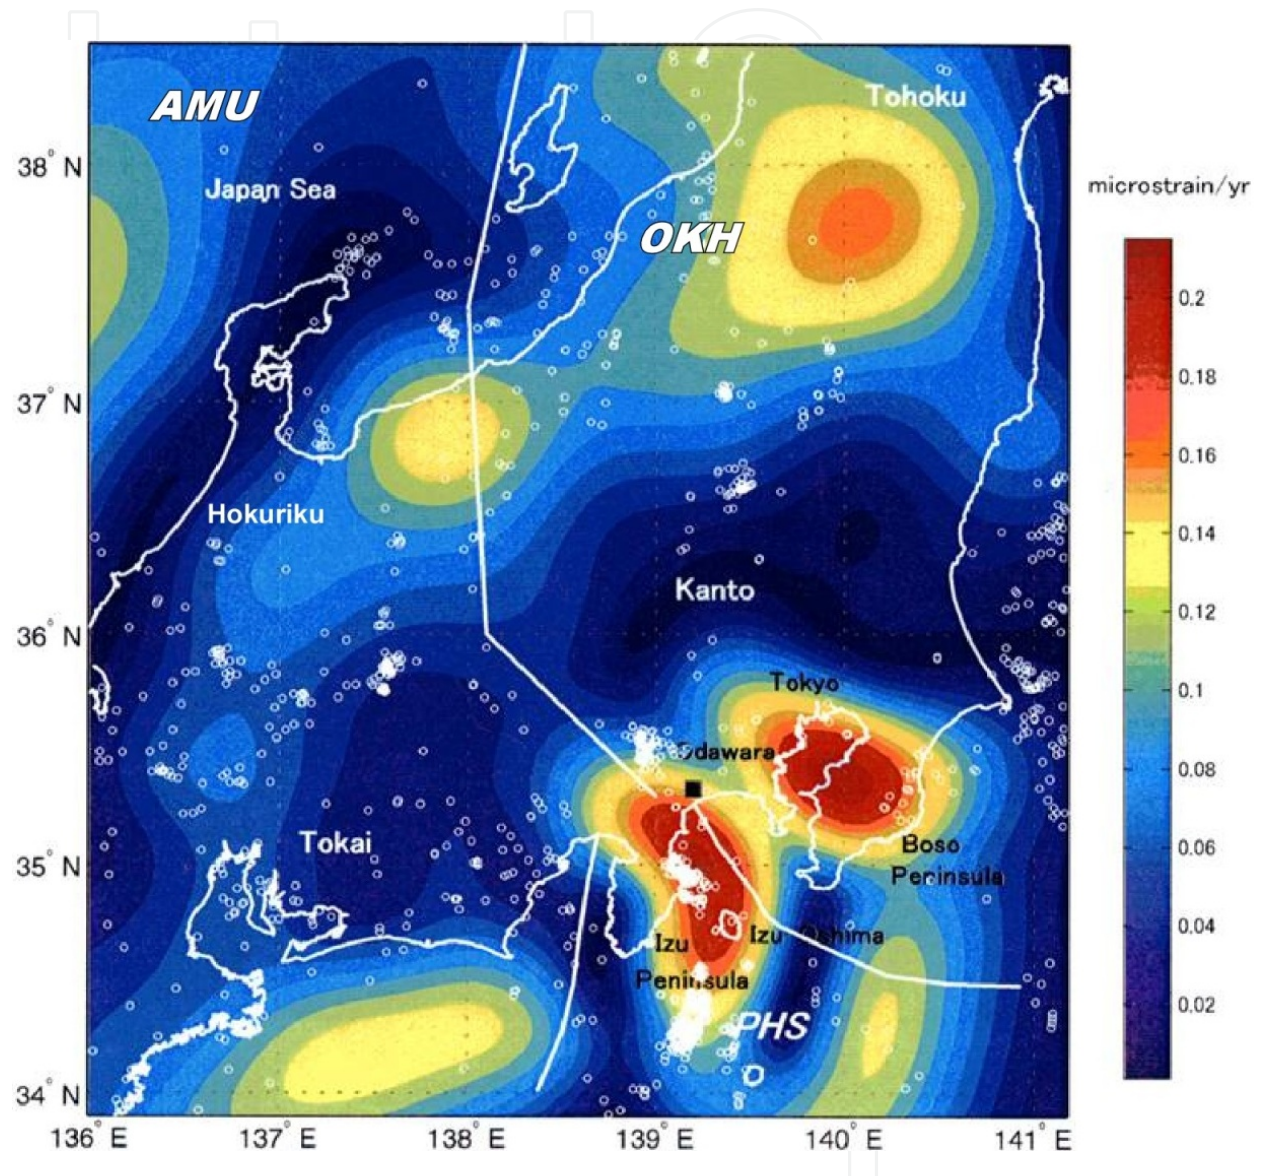 AMU
Tohoku
38° N
Japan Sea
microstrain/yr
OKH
0.2
0.18
37° N
0.16
Hokuriku
0.14
Kanto
0.12
36° N
Tokyo
0.1
Odawara
0.08
Tokai
Boso
Peninsula
35° N
0.06
Izu
Izu Oshima
0.04
Peninsula
PHS
0.02
34° N
136° E
137° E
138° E
139° E
140° E
141° E